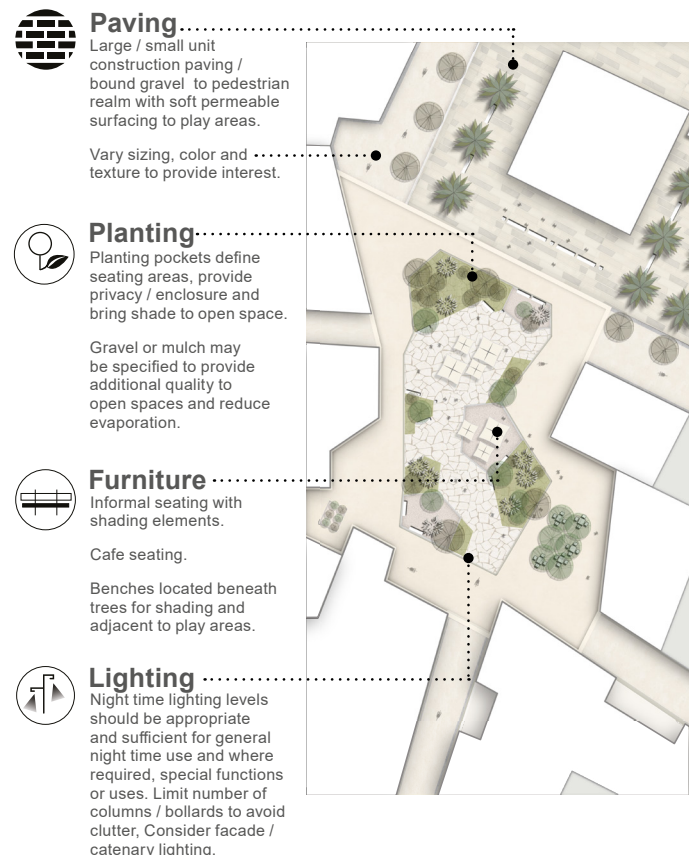 Paving
Large / small unit
construction paving /
bound gravel to pedestrian
realm with soft permeable
surfacing to play areas.
Vary sizing, color and
texture to provide interest.
Planting
Planting pockets define
seating areas, provide
privacy / enclosure and
bring shade to open space.
Gravel or mulch may
be specified to provide
additional quality to
open spaces and reduce
evaporation.
Furniture
Informal seating with
shading elements.
Cafe seating.
Benches located beneath
trees for shading and
adjacent to play areas.
Lighting
Night time lighting levels
should be appropriate
and sufficient for general
night time use and where
required, special functions
or uses. Limit number of
columns / bollards to avoid
clutter, Consider facade /
catenary lighting.